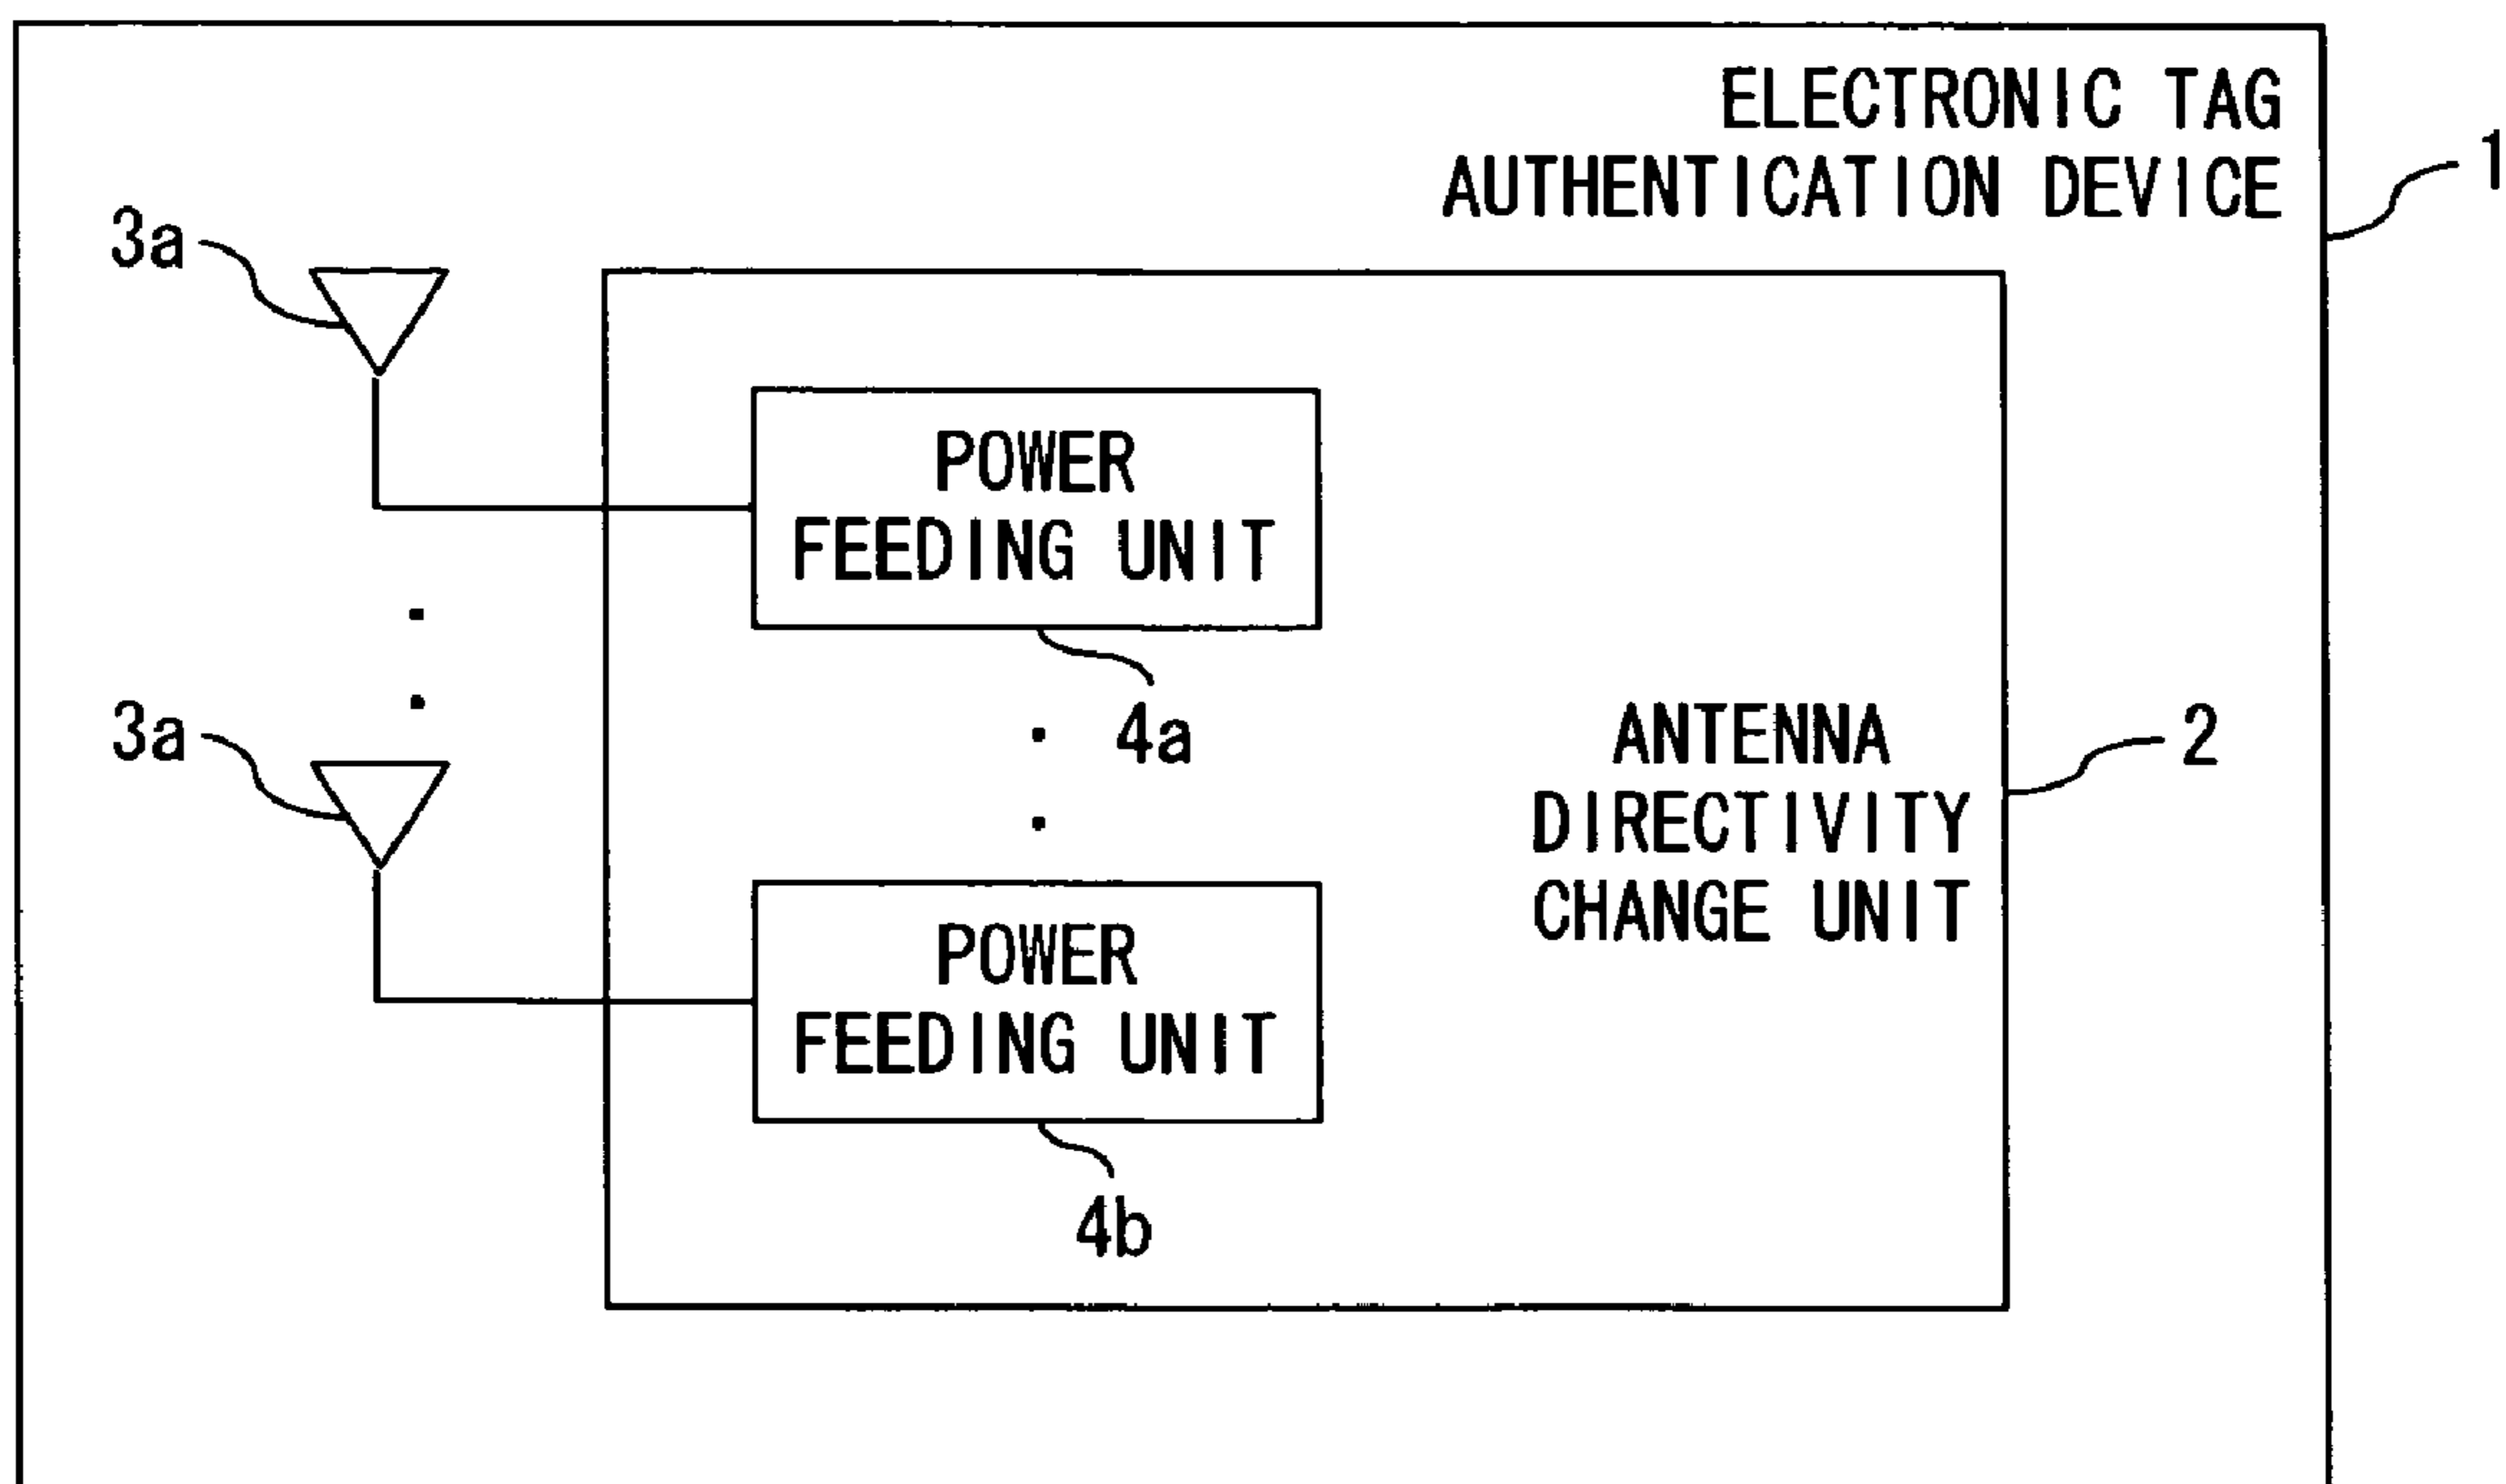 ELECTRONIC TAG
AUTHENTICATION DEVICE
1
3a
POWER
FEEDING UNIT
4a
3a
ANTENNA
DIRECTIVITY
CHANGE UNIT
2
POWER
FEEDING UNIT
4b